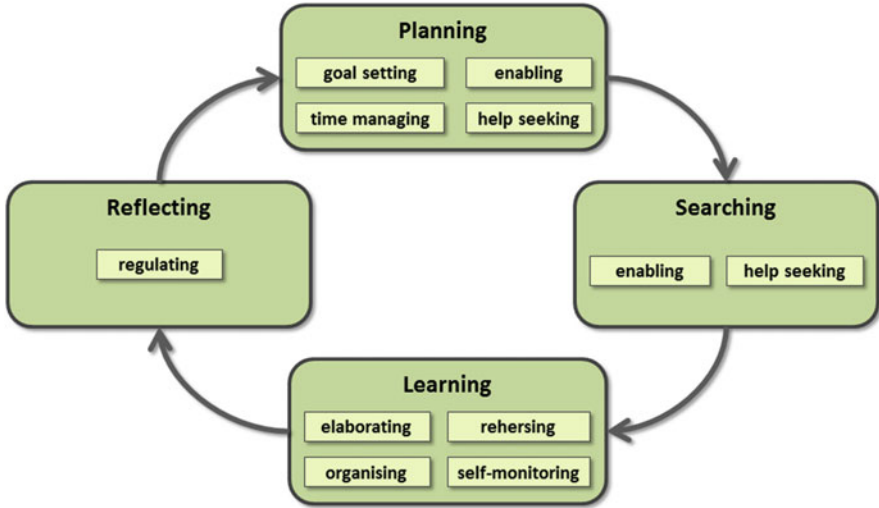 Planning
goal setting enabling
time managing help seeking
Reflecting
regulating
Searching
enabling help seeking
Learning
elaborating rehersing
organising self-monitoring